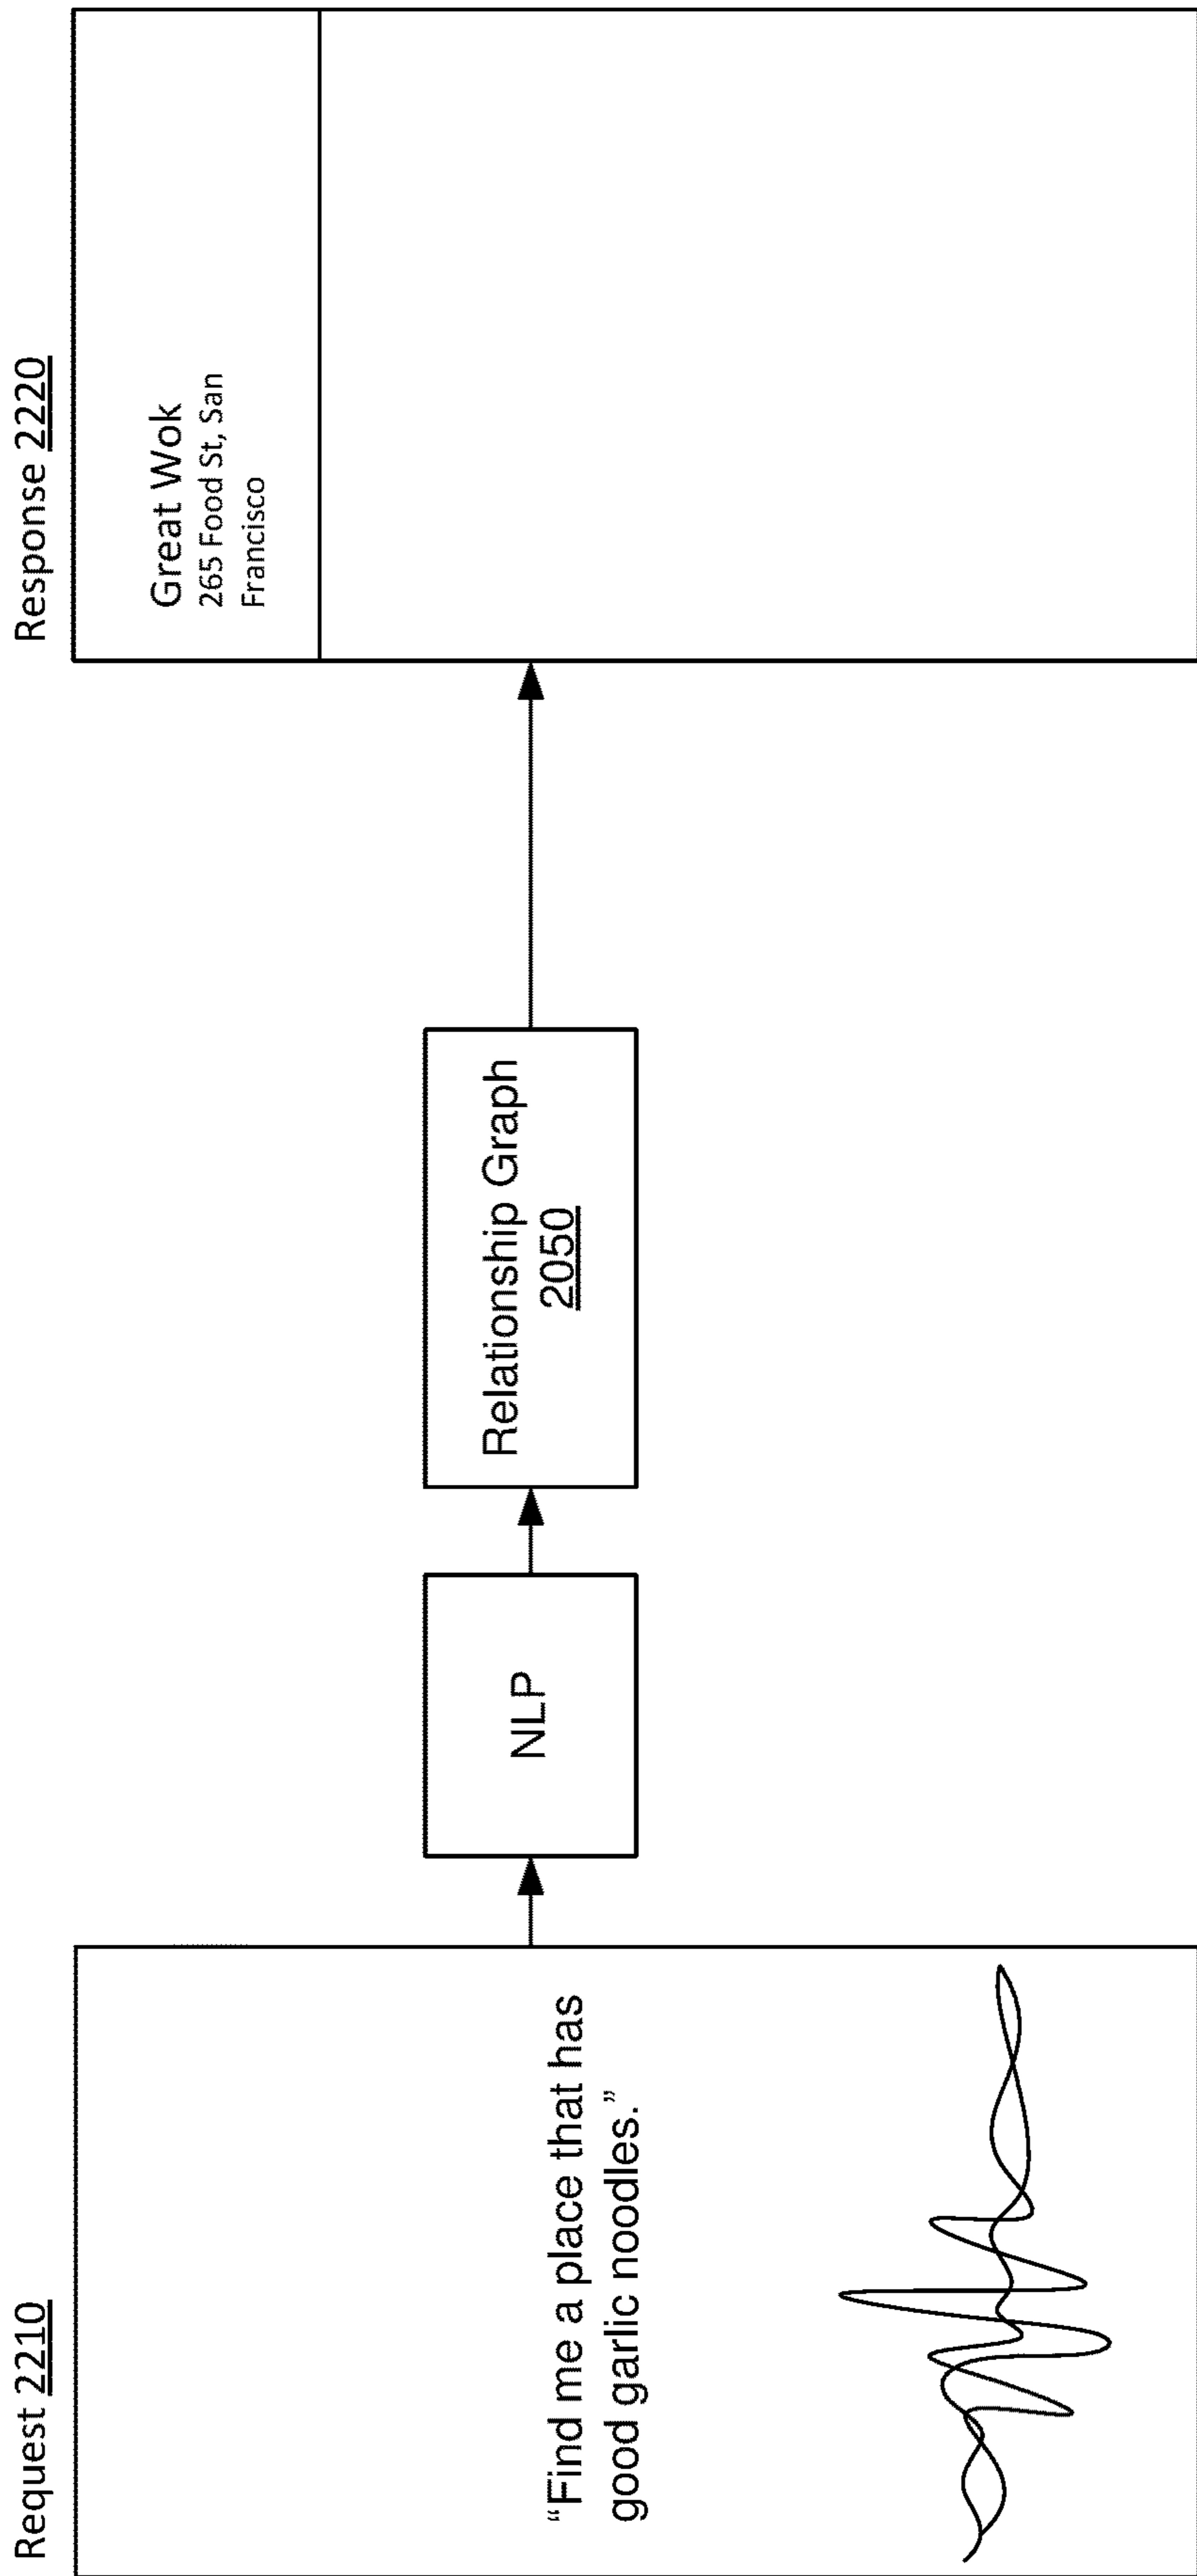 Request 2210
“Find me a place that has
good garlic noodles.”
NLP
Relationship Graph
2050
Response 2220
Great Wok
265 Food St, San
Francisco